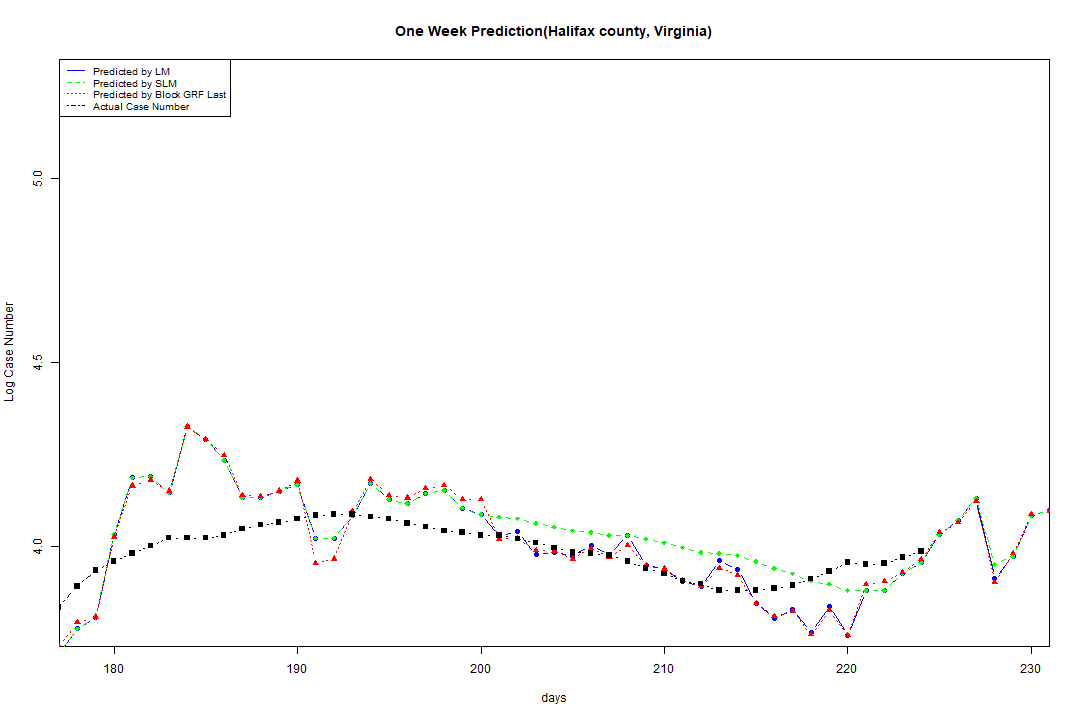 One Week Prediction(Halifax county, Virginia)
Predicted by LM
Predicted by SLM
Predicted by Block GRF Last
Actual Case Number
5.0
4.5
4.0
Log Case Number
180 190 200 210 220 230
days